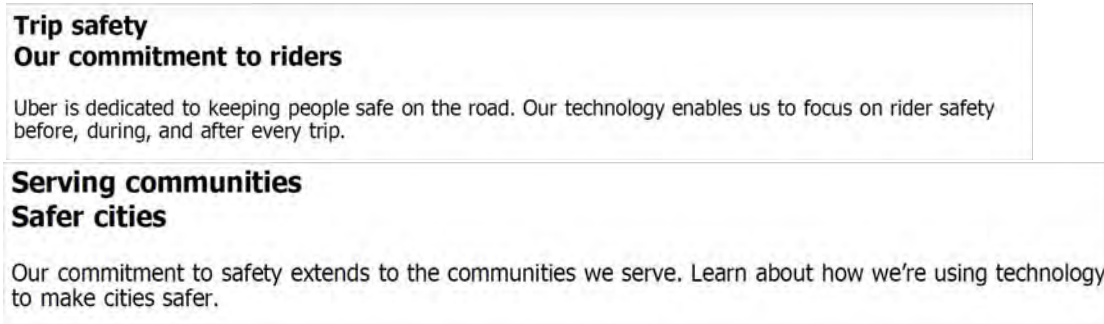 Trip safety
Our commitment to riders
Uber is dedicated to keeping people safe on the road. Our technology enables us to focus on rider safety
before, during, and after every trip.
Serving communities
Safer cities
Our commitment to safety extends to the communities we serve. Learn about how we’re using technology
to make cities safer.